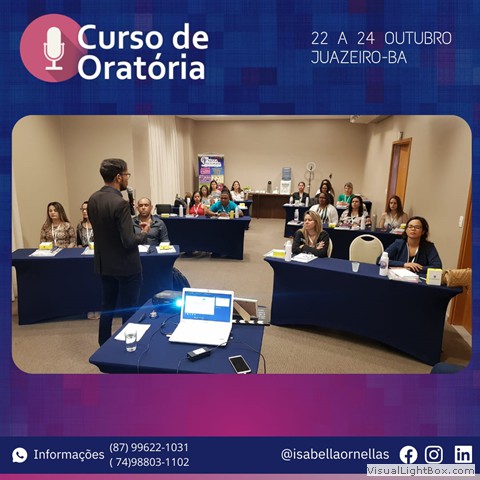 Curso de
Oratória
22 A 24 OUTUBRO
JUAZEIRO-BA
Informações
(87) 99622-1031
( 74)98803-1102
@isabellaornellas
VisualLightBox.com